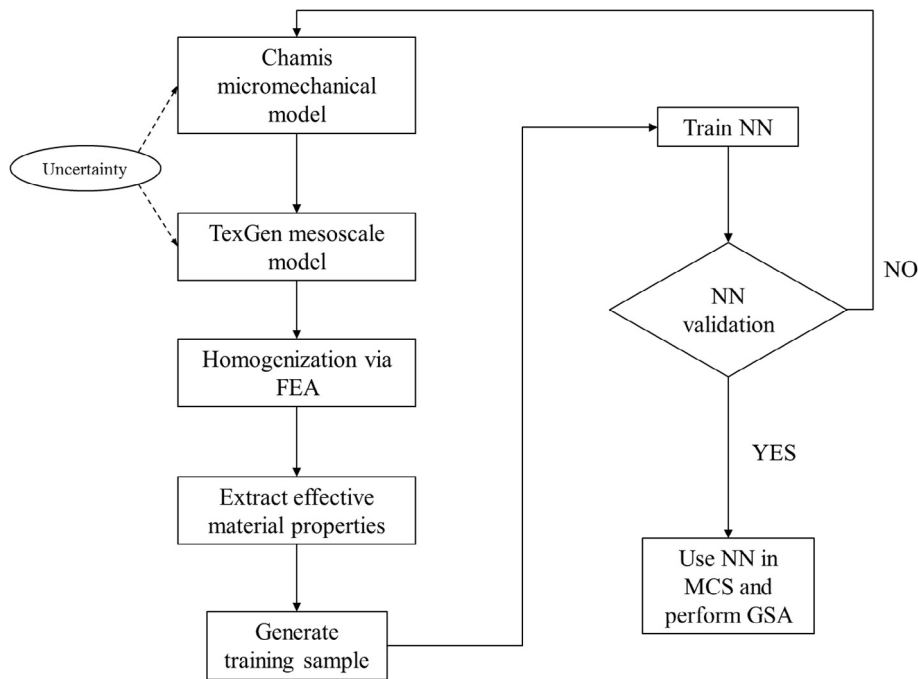 Chamis
micromechanical
model
Uncertainty
TexGen mesoscale
model
Homogenization via
FEA
Extract effective
material properties
Generate
training sample
Train NN
NN
validation
NO
YES
Use NN in
MCS and
perform GSA